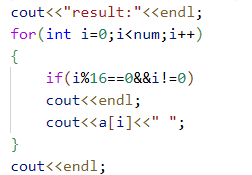 cout<<"result:"<<endl;
for(int i=0;i<num;i++)
{
    if(i%16==0&&i!=0)
    cout<<endl;
    cout<<a[i]<<" ";
}
cout<<endl;